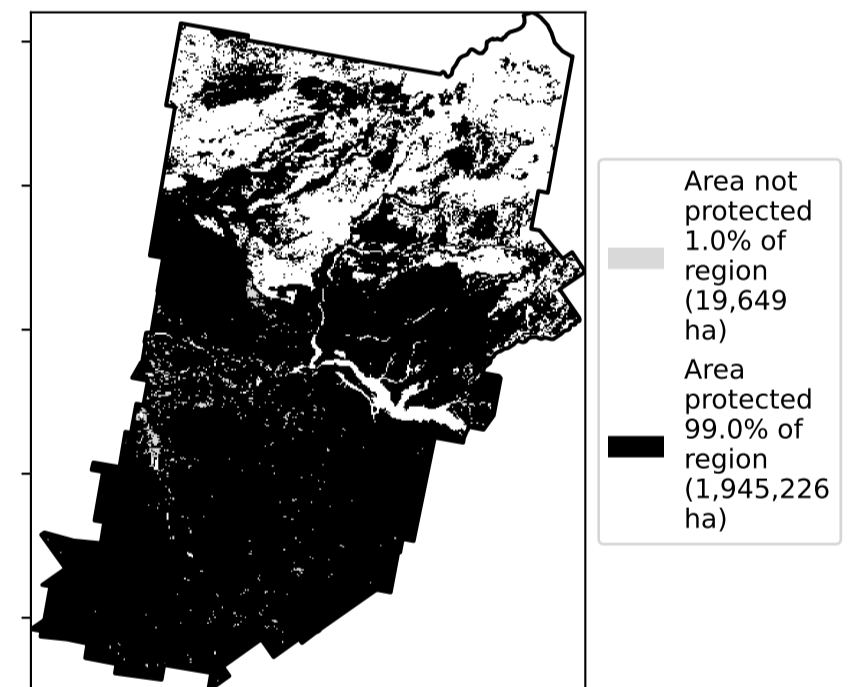 Area not
protected
1.0% of
region
(19,649
ha)
Area
protected
99.0% of
region
(1,945,226
ha)